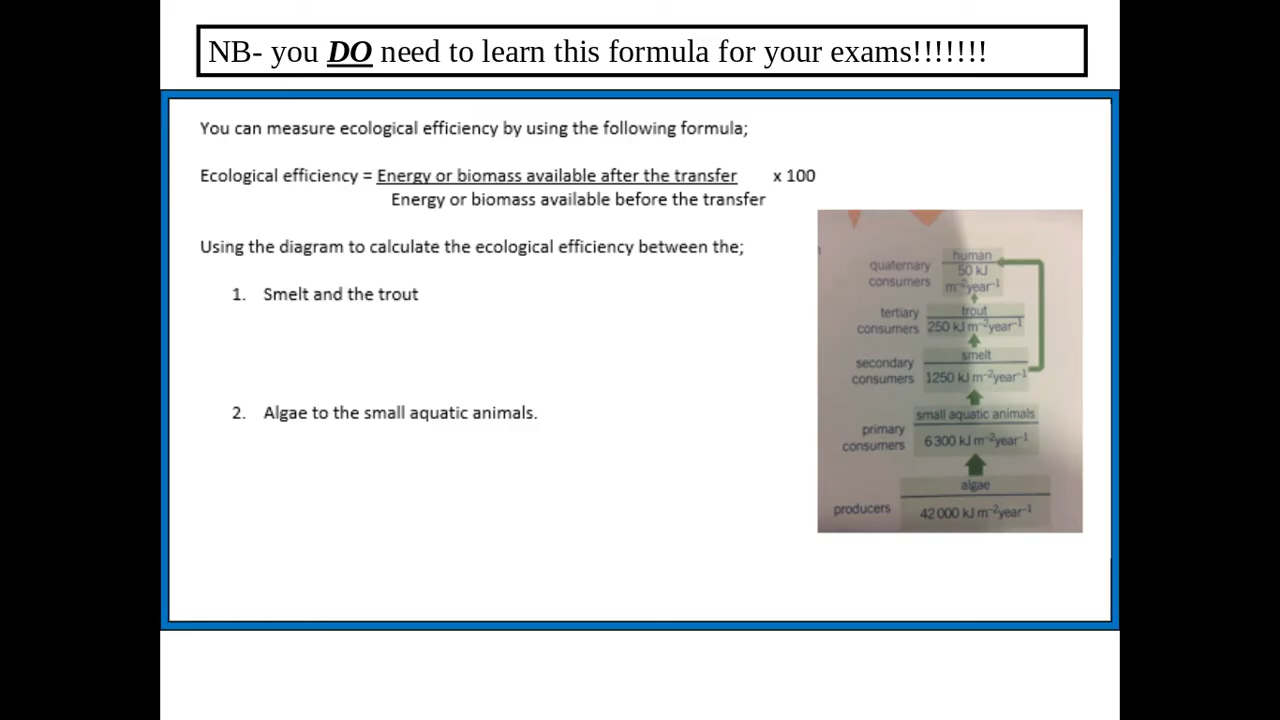 NB- you DO need to learn this formula for your exams!!!!!!!
You can measure ecological efficiency by using the following formula;
Ecological efficiency = Energy or biomass available after the transfer x 100
Energy or biomass available before the transfer
Using the diagram to calculate the ecological efficiency between the;
1. Smelt and the trout
2. Algae to the small aquatic animals.
human
quaternary consumers
50 kJ
m⁻²year⁻¹
trout
tertiary consumers
250 kJ m⁻²year⁻¹
smelt
secondary consumers
1250 kJ m⁻²year⁻¹
small aquatic animals
primary consumers
6 300 kJ m⁻²year⁻¹
algae
producers
42 000 kJ m⁻²year⁻¹